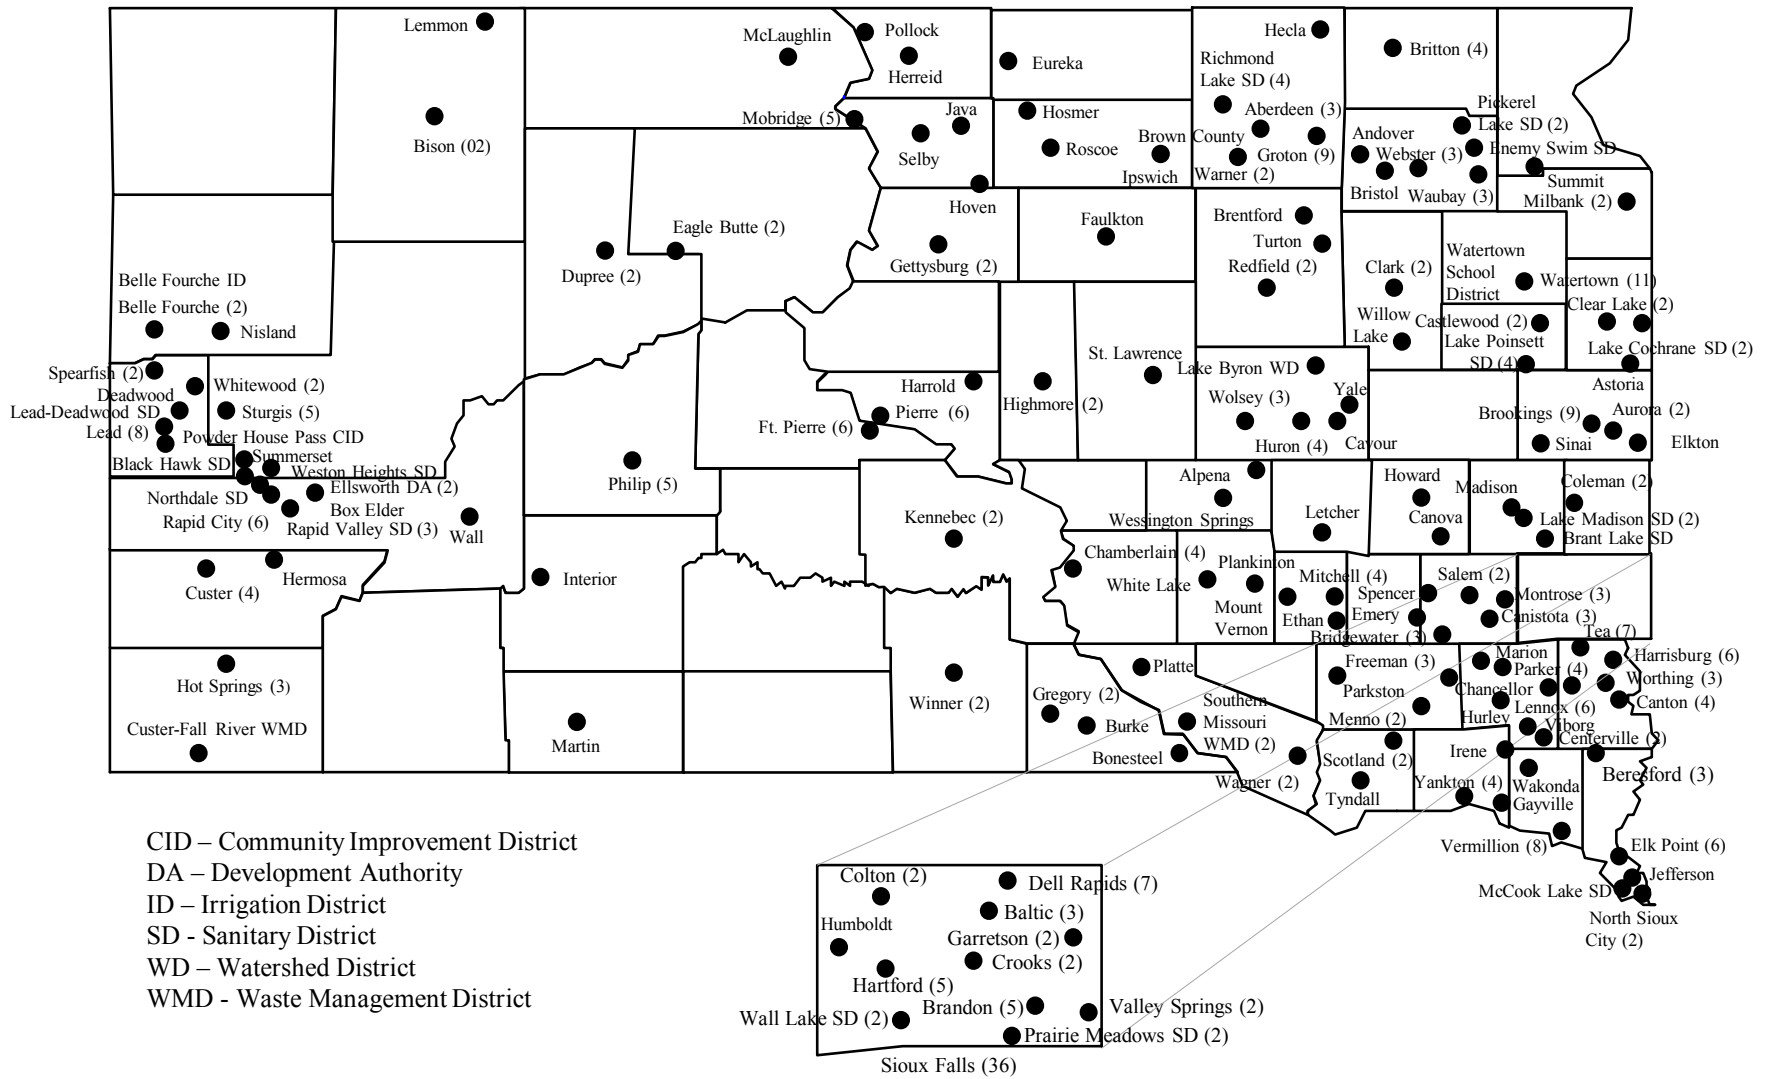 Lemmon
McLaughlin
Pollock
Herreid
Eureka
Hecla
Richmond
Lake SD (4)
Britton (4)
Bison (02)
Mobridge (5)
Java
Selby
Hosmer
Roscoe
Brown County
Ipswich
Aberdeen (3)
Groton (9)
Warner (2)
Andover
Webster (3)
Bristol
Waubay (3)
Pickerel
Lake SD (2)
Enemy Swim SD
Summit
Milbank (2)
Hoven
Eagle Butte (2)
Dupree (2)
Gettysburg (2)
Faulkton
Brentford
Turton
Redfield (2)
Clark (2)
Willow
Lake
Watertown
School
District
Watertown (11)
Clear Lake (2)
Castlewood (2)
Lake Poinsett
SD (4)
Lake Cochrane SD (2)
Astoria
Belle Fourche ID
Belle Fourche (2)
Nisland
Spearfish (2)
Whitewood (2)
Deadwood
Lead-Deadwood SD
Sturgis (5)
Lead (8)
Powder House Pass CID
Black Hawk SD
Summerset
Weston Heights SD
Northdale SD
Ellsworth DA (2)
Box Elder
Rapid City (6)
Rapid Valley SD (3)
Wall
Philip (5)
Harrold
Pierre (6)
Ft. Pierre (6)
Highmore (2)
St. Lawrence
Lake Byron WD
Wolsey (3)
Yale
Huron (4)
Cavour
Brookings (9)
Aurora (2)
Sinai
Elkton
Kennebec (2)
Alpena
Wessington Springs
Letcher
Howard
Canova
Madison
Coleman (2)
Lake Madison SD (2)
Brant Lake SD
Custer (4)
Hermosa
Interior
Chamberlain (4)
White Lake
Plankinton
Mount
Vernon
Mitchell (4)
Ethan
Spencer
Emery
Bridgewater (3)
Salem (2)
Montrose (3)
Canistota (3)
Tea (7)
Harrisburg (6)
Worthing (3)
Canton (4)
Hot Springs (3)
Custer-Fall River WMD
Martin
Winner (2)
Gregory (2)
Burke
Bonesteel
Platte
Southern
Missouri
WMD (2)
Wagner (2)
Freeman (3)
Parkston
Menno (2)
Marion
Parker (4)
Chancellor
Hurley
Lennox (6)
Viborg
Centerville (2)
Scotland (2)
Tyndall
Irene
Yankton (4)
Wakonda
Gayville
Beresford (3)
Vermillion (8)
Elk Point (6)
Jefferson
McCook Lake SD
North Sioux
City (2)
CID – Community Improvement District
DA – Development Authority
ID – Irrigation District
SD - Sanitary District
WD – Watershed District
WMD - Waste Management District
Colton (2)
Dell Rapids (7)
Humboldt
Baltic (3)
Garretson (2)
Crooks (2)
Hartford (5)
Brandon (5)
Valley Springs (2)
Wall Lake SD (2)
Prairie Meadows SD (2)
Sioux Falls (36)